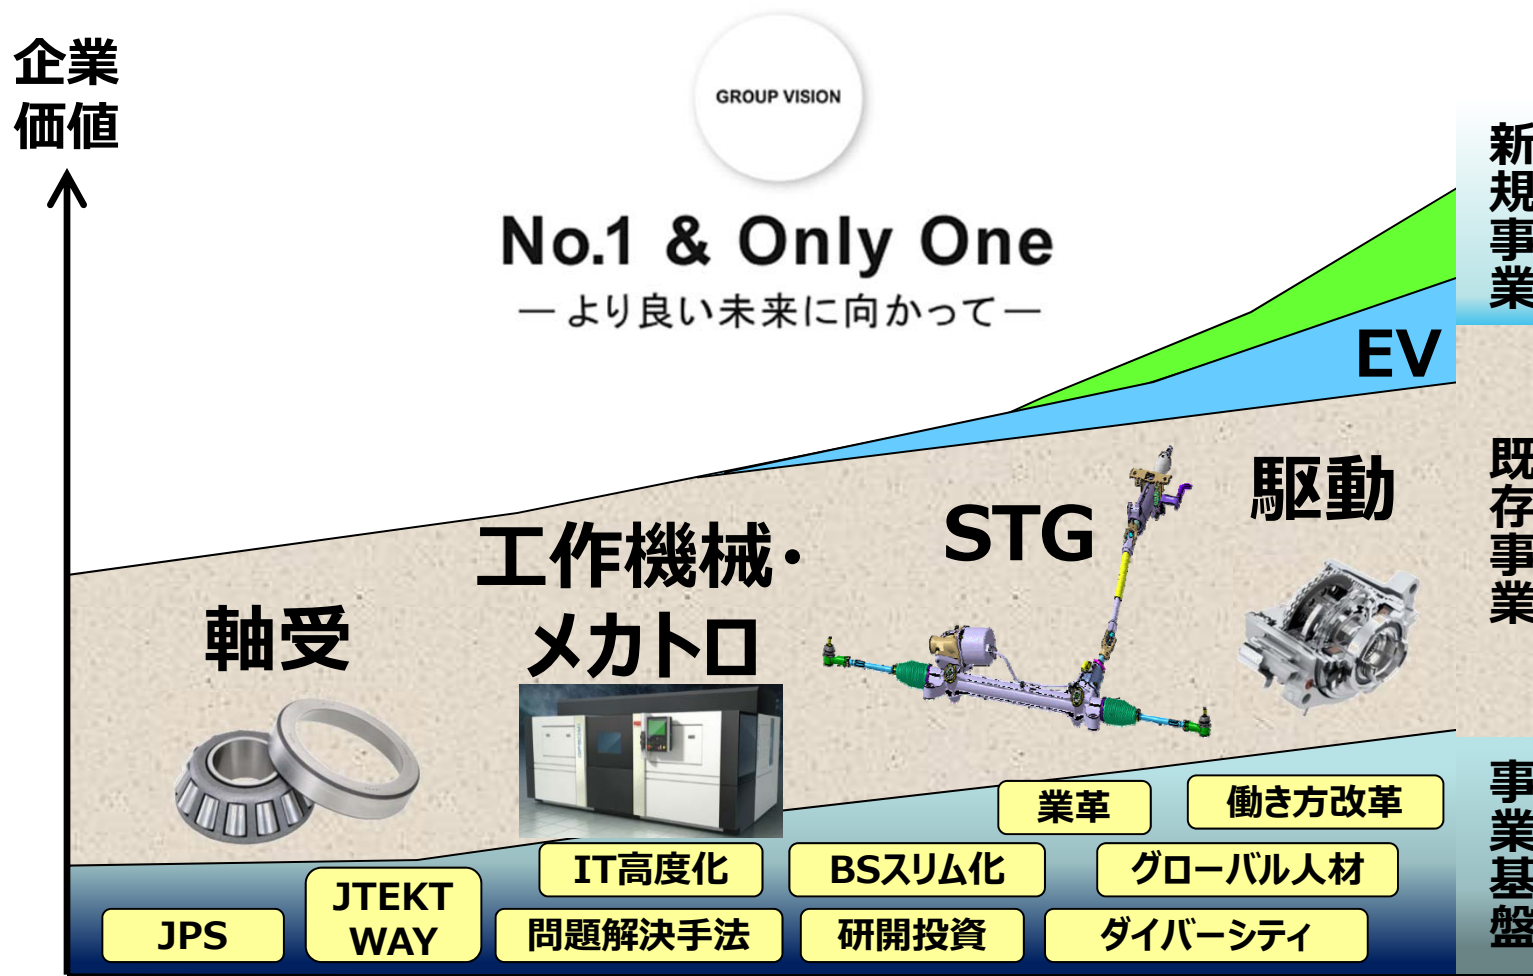 企業
価値
GROUP VISION
No.1 & Only One
―より良い未来に向かって―
新規事業
EV
既存事業
駆動
STG
工作機械・
メカトロ
軸受
事業基盤
業革
働き方改革
IT高度化
BSスリム化
グローバル人材
JPS
JTEKT
WAY
問題解決手法
研開投資
ダイバーシティ